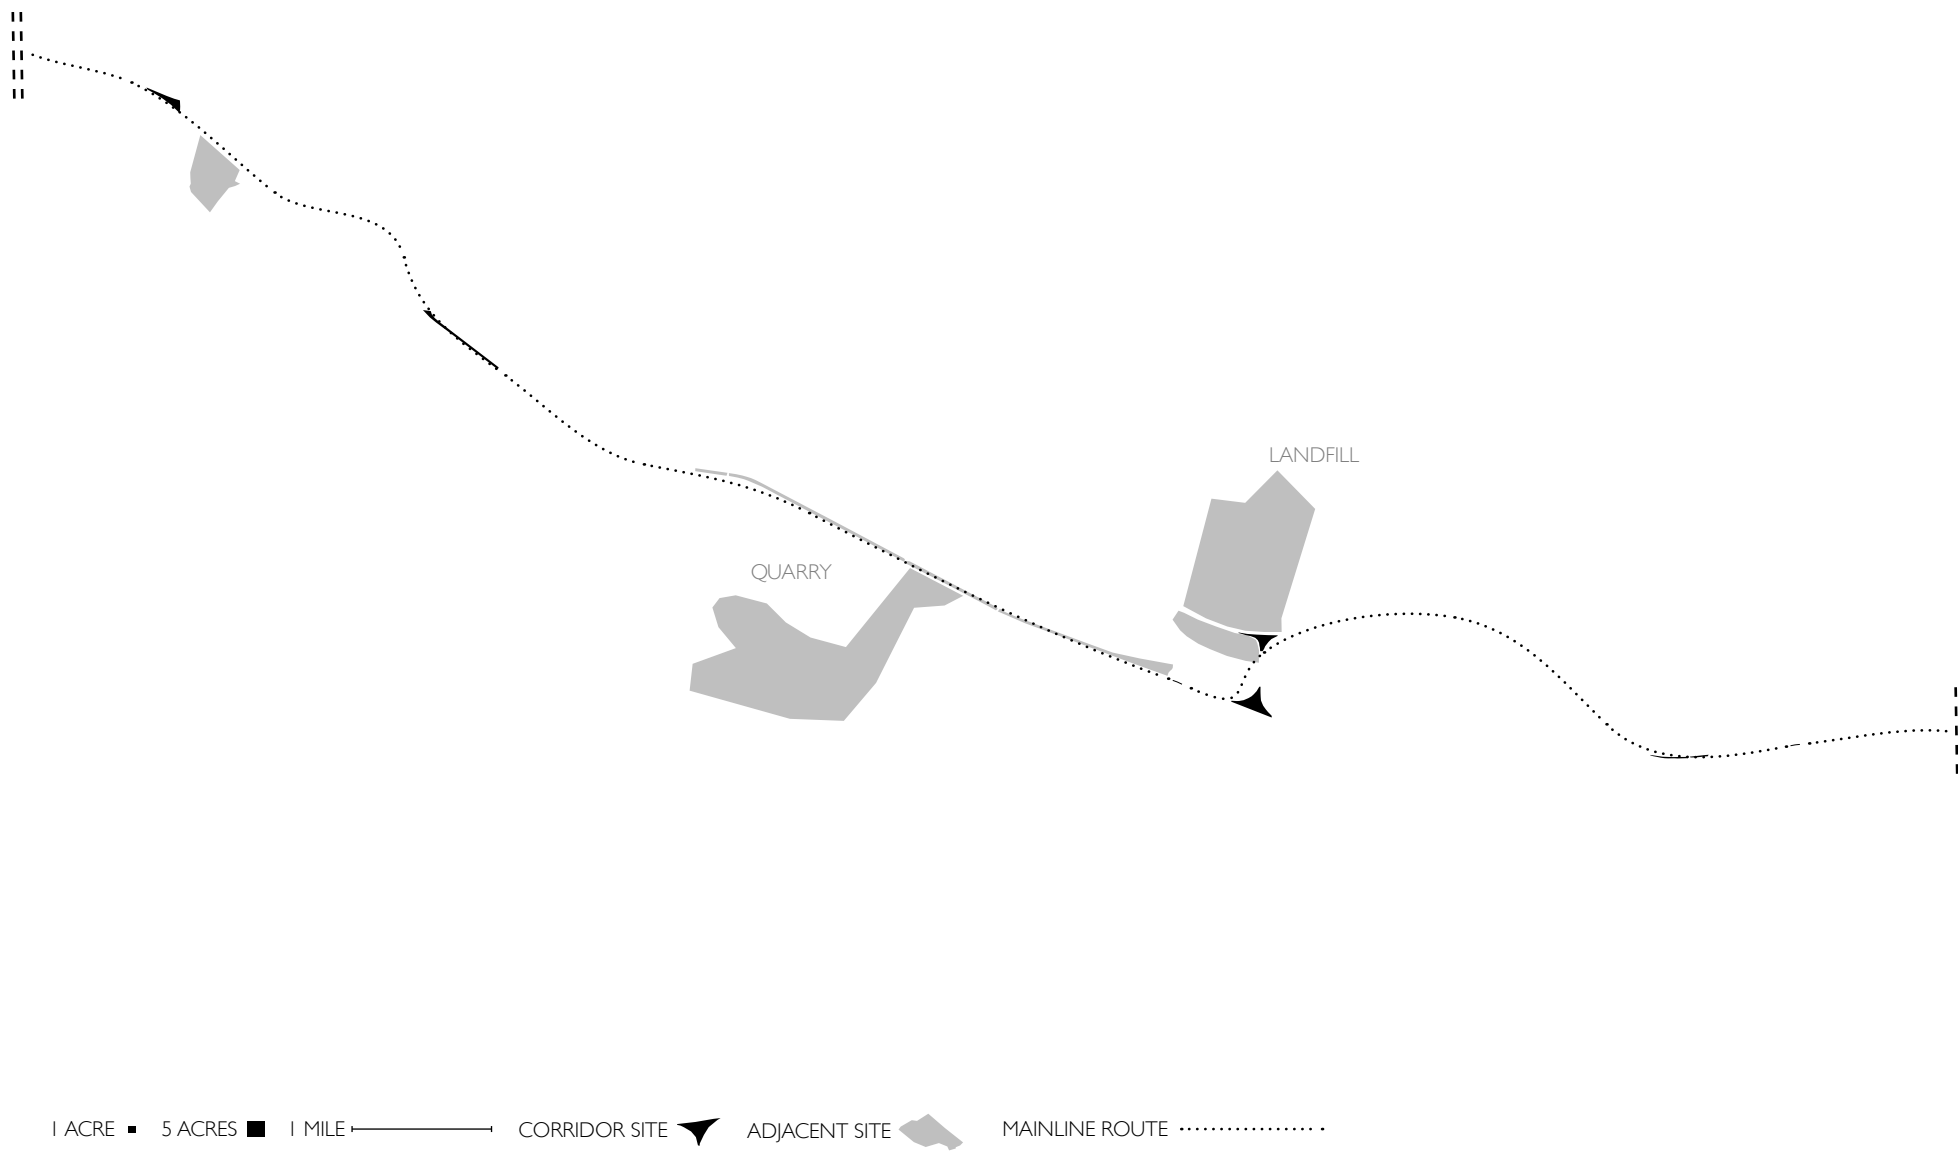 LANDFILL
QUARRY
1 ACRE 5 ACRES 1 MILE CORRIDOR SITE ADJACENT SITE MAINLINE ROUTE